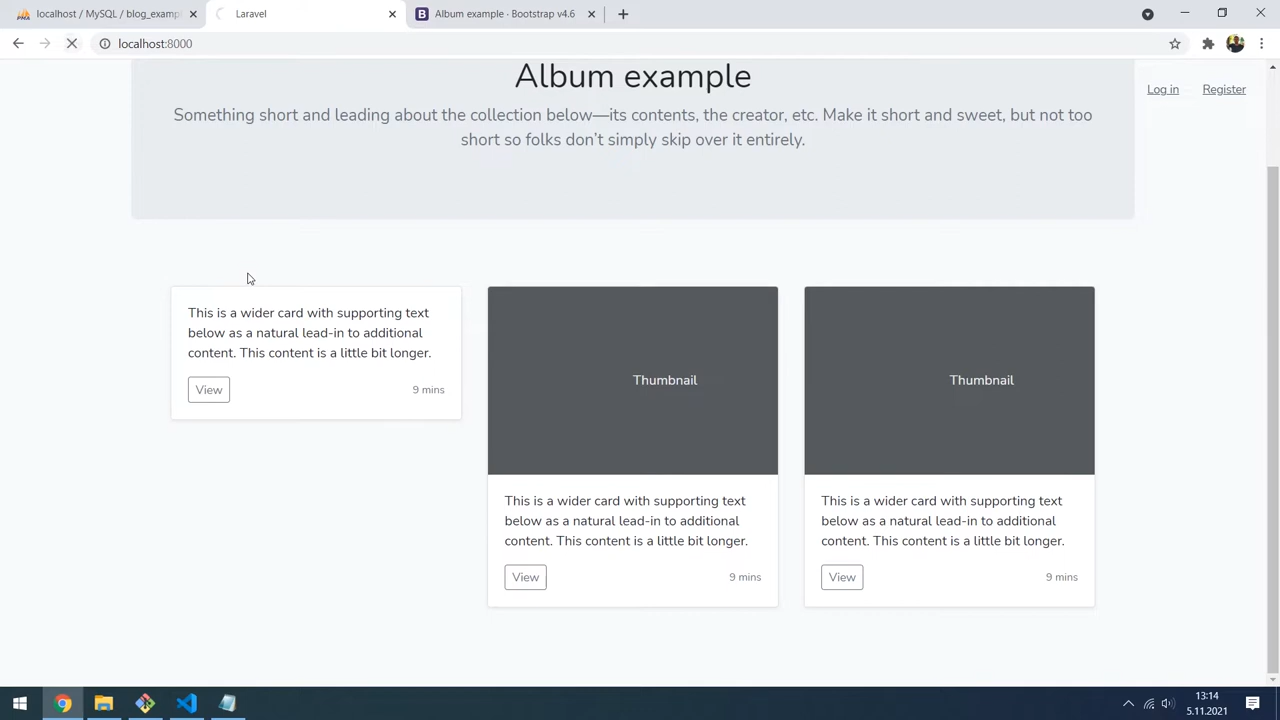 localhost / MySQL / blog_exampl
Laravel
Album example · Bootstrap v4.6
localhost:8000
Album example
Log in
Register
Something short and leading about the collection below—its contents, the creator, etc. Make it short and sweet, but not too
short so folks don’t simply skip over it entirely.
This is a wider card with supporting text
below as a natural lead-in to additional
content. This content is a little bit longer.
View
9 mins
Thumbnail
This is a wider card with supporting text
below as a natural lead-in to additional
content. This content is a little bit longer.
View
9 mins
Thumbnail
This is a wider card with supporting text
below as a natural lead-in to additional
content. This content is a little bit longer.
View
9 mins
13:14
5.11.2021